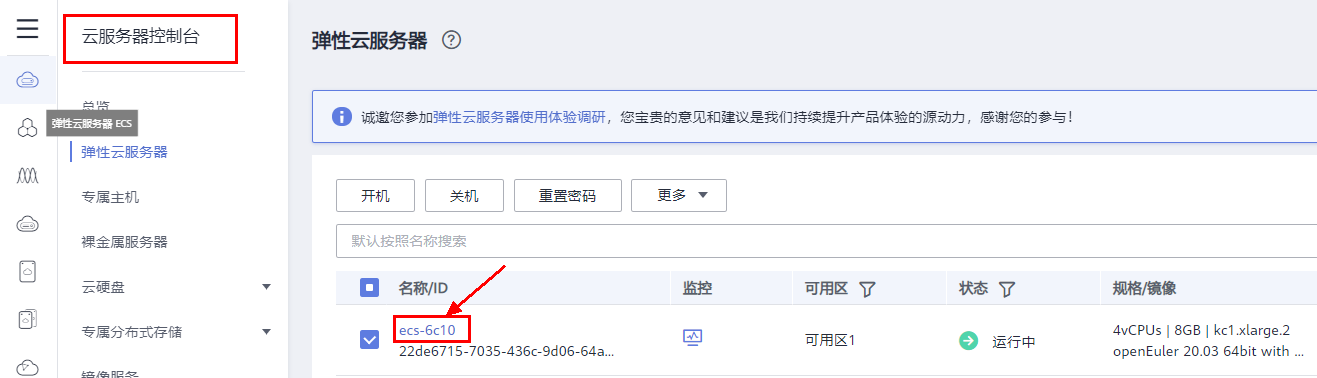 云服务器控制台
总览
弹性云服务器 ECS
弹性云服务器
专属主机
裸金属服务器
云硬盘
专属分布式存储
镜像服务
弹性云服务器 ?
诚邀您参加弹性云服务器使用体验调研，您宝贵的意见和建议是我们持续提升产品体验的源动力，感谢您的参与！
开机 关机 重置密码 更多
默认按照名称搜索
名称/ID 监控 可用区 状态 规格/镜像
ecs-6c10 可用区1 运行中 4vCPUs | 8GB | kc1.xlarge.2
22de6715-7035-436c-9d06-64a... openEuler 20.03 64bit with ...